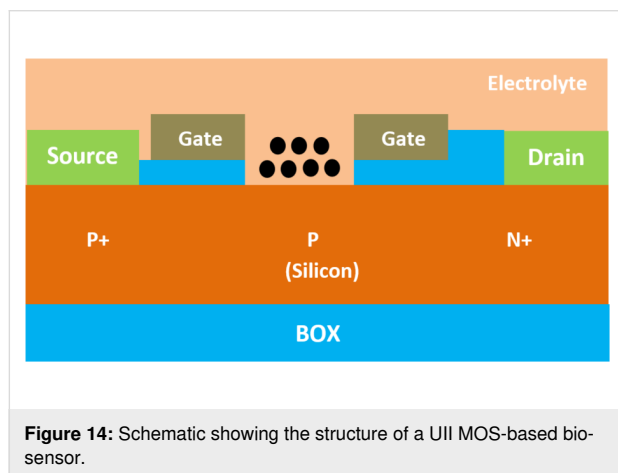 Electrolyte
Gate Gate
Source Drain
P+ P N+
(Silicon)
BOX
Figure 14: Schematic showing the structure of a UII MOS-based bio-
sensor.